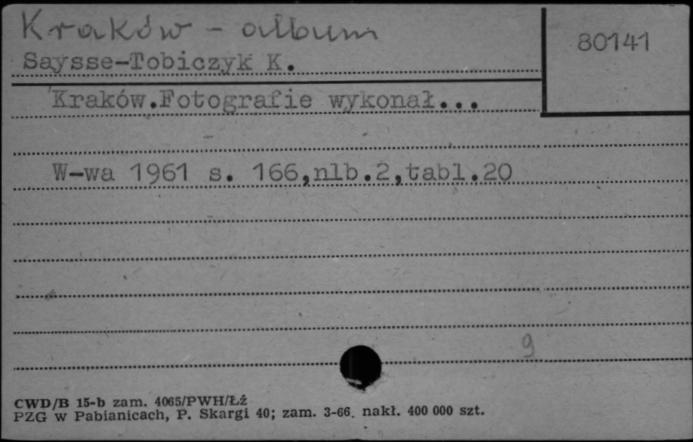 Kraków - album
80141
Saysse-Tobiczyk K.
Kraków.Fotografie wykonał...
W-wa 1961 s. 166,nlb.2,tabl.20
9
CWD/B 15-b zam. 4065/PWH/Łź
PZG w Pabianicach, P. Skargi 40; zam. 3-66. nakł. 400 000 szt.